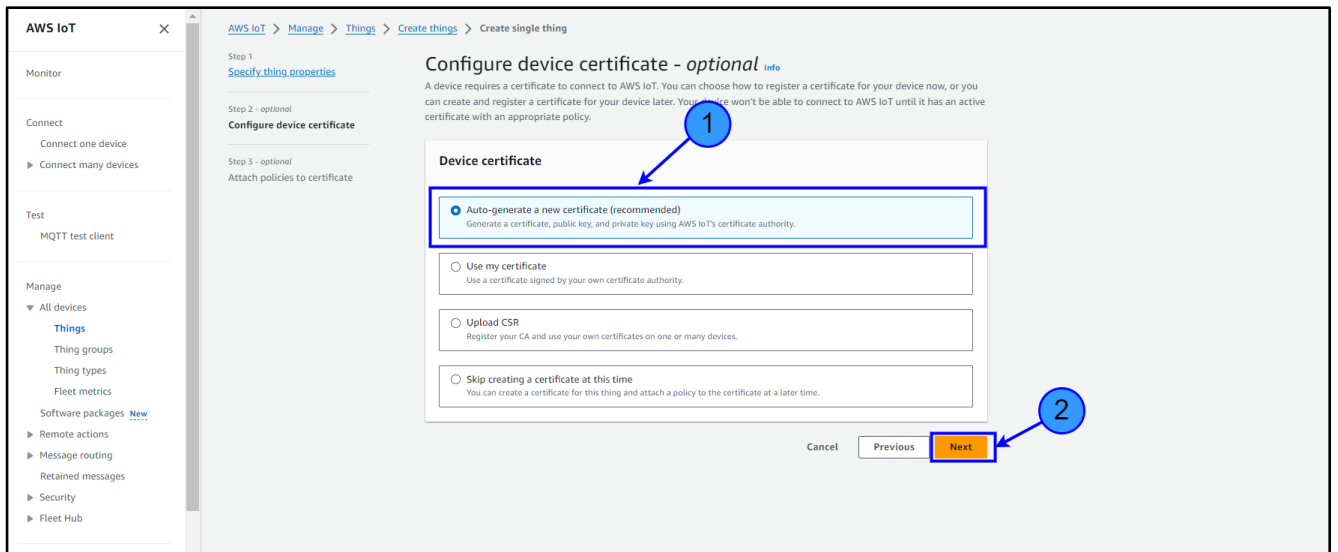 AWS IoT
Monitor
Connect
Connect one device
Connect many devices
Test
MQTT test client
Manage
All devices
Things
Thing groups
Thing types
Fleet metrics
Software packages New
Remote actions
Message routing
Retained messages
Security
Fleet Hub
AWS IoT > Manage > Things > Create things > Create single thing
Step 1
Specify thing properties
Step 2 - optional
Configure device certificate
Step 3 - optional
Attach policies to certificate
Configure device certificate - optional Info
A device requires a certificate to connect to AWS IoT. You can choose how to register a certificate for your device now, or you
can create and register a certificate for your device later. Your device won't be able to connect to AWS IoT until it has an active
certificate with an appropriate policy.
1
Device certificate
Auto-generate a new certificate (recommended)
Generate a certificate, public key, and private key using AWS IoT's certificate authority.
Use my certificate
Use a certificate signed by your own certificate authority.
Upload CSR
Register your CA and use your own certificates on one or many devices.
Skip creating a certificate at this time
You can create a certificate for this thing and attach a policy to the certificate at a later time.
2
Cancel Previous Next